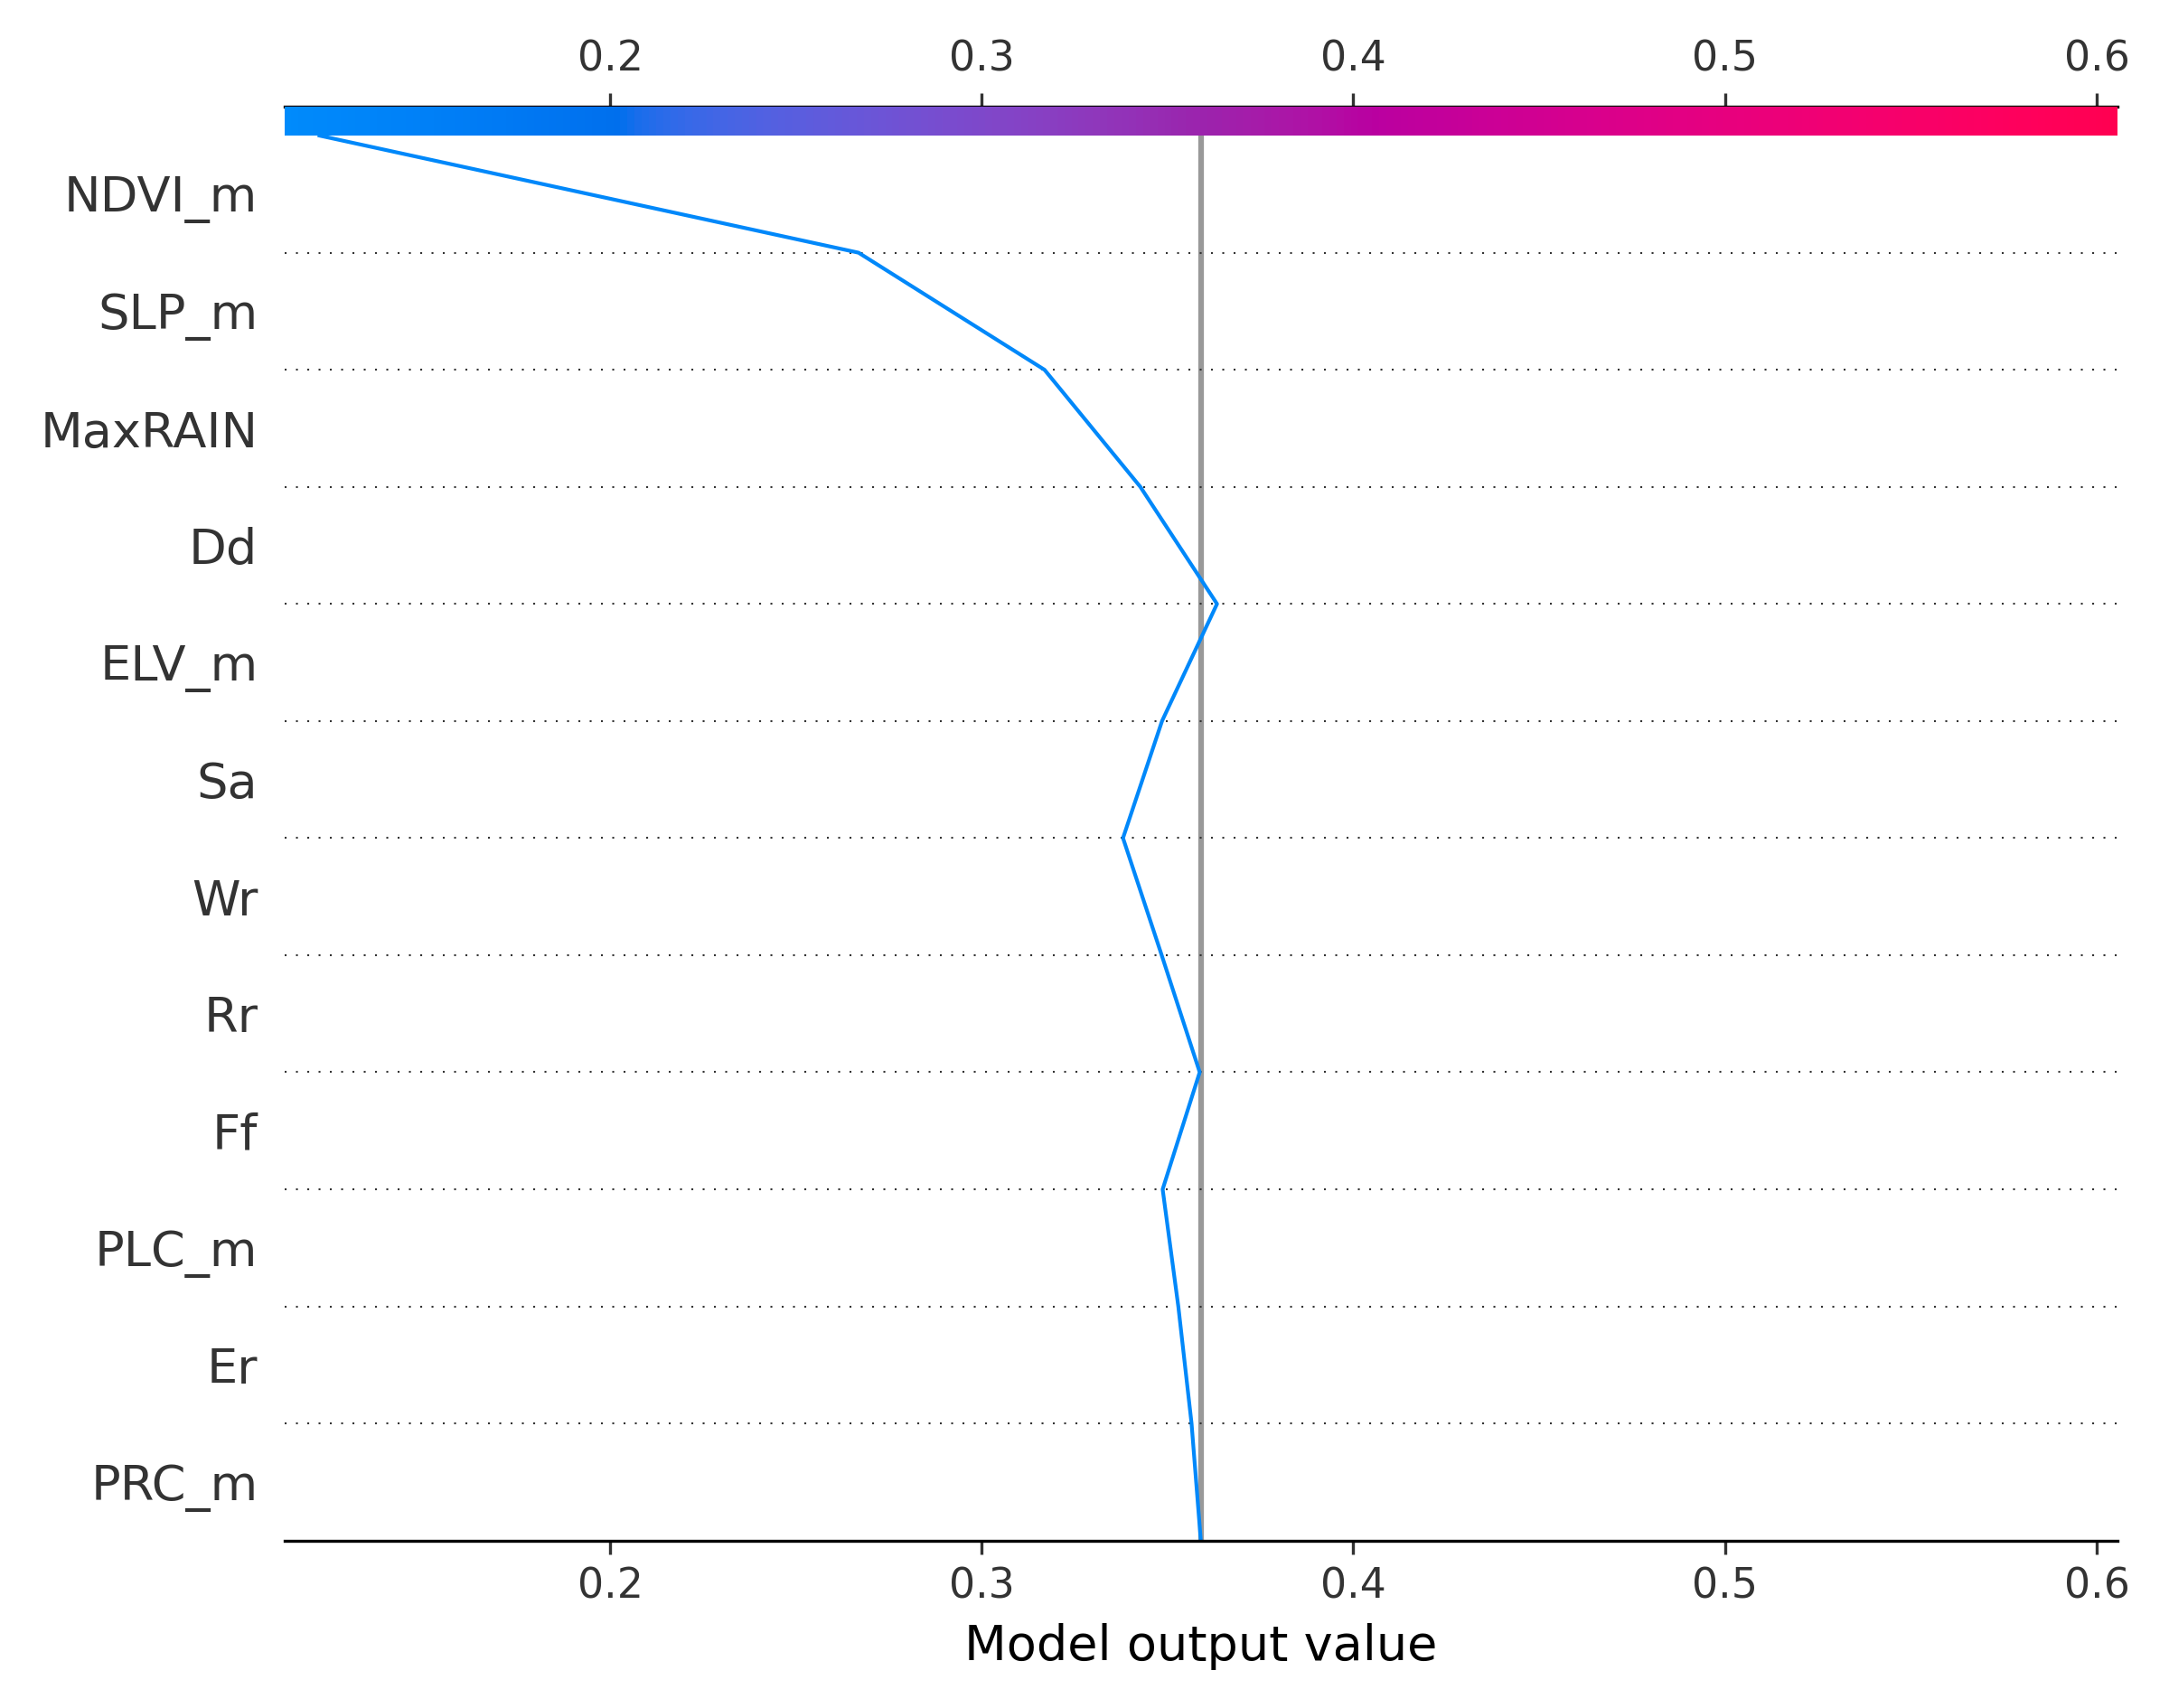 0.2 0.3 0.4 0.5 0.6
NDVI_m
SLP_m
MaxRAIN
Dd
ELV_m
Sa
Wr
Rr
Ff
PLC_m
Er
PRC_m
0.2 0.3 0.4 0.5 0.6
Model output value